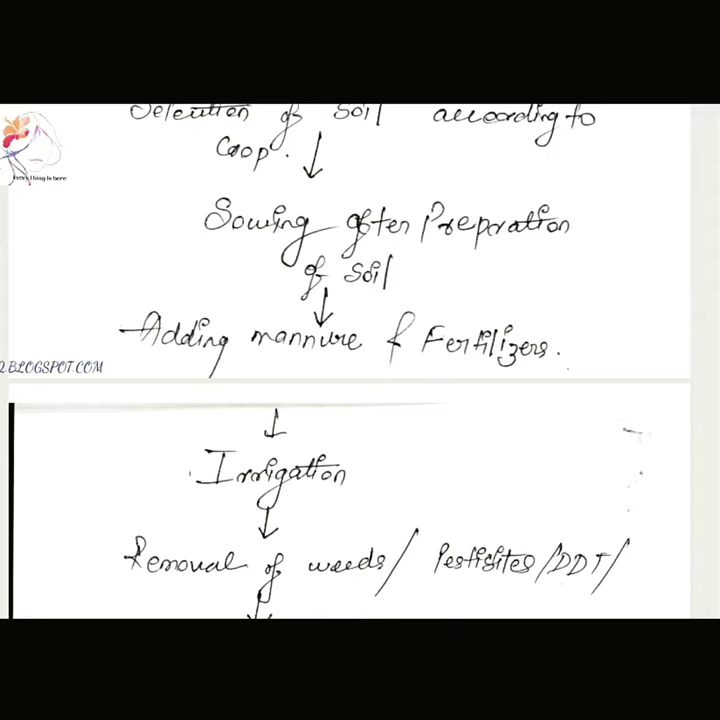 Selection of Soil according to
Crop.
Sowing after Preparation
of Soil
Adding mannure & Fertilizers.
2.BLOGSPOT.COM
Irrigation
Removal of weeds/ Pestisites/DDT/